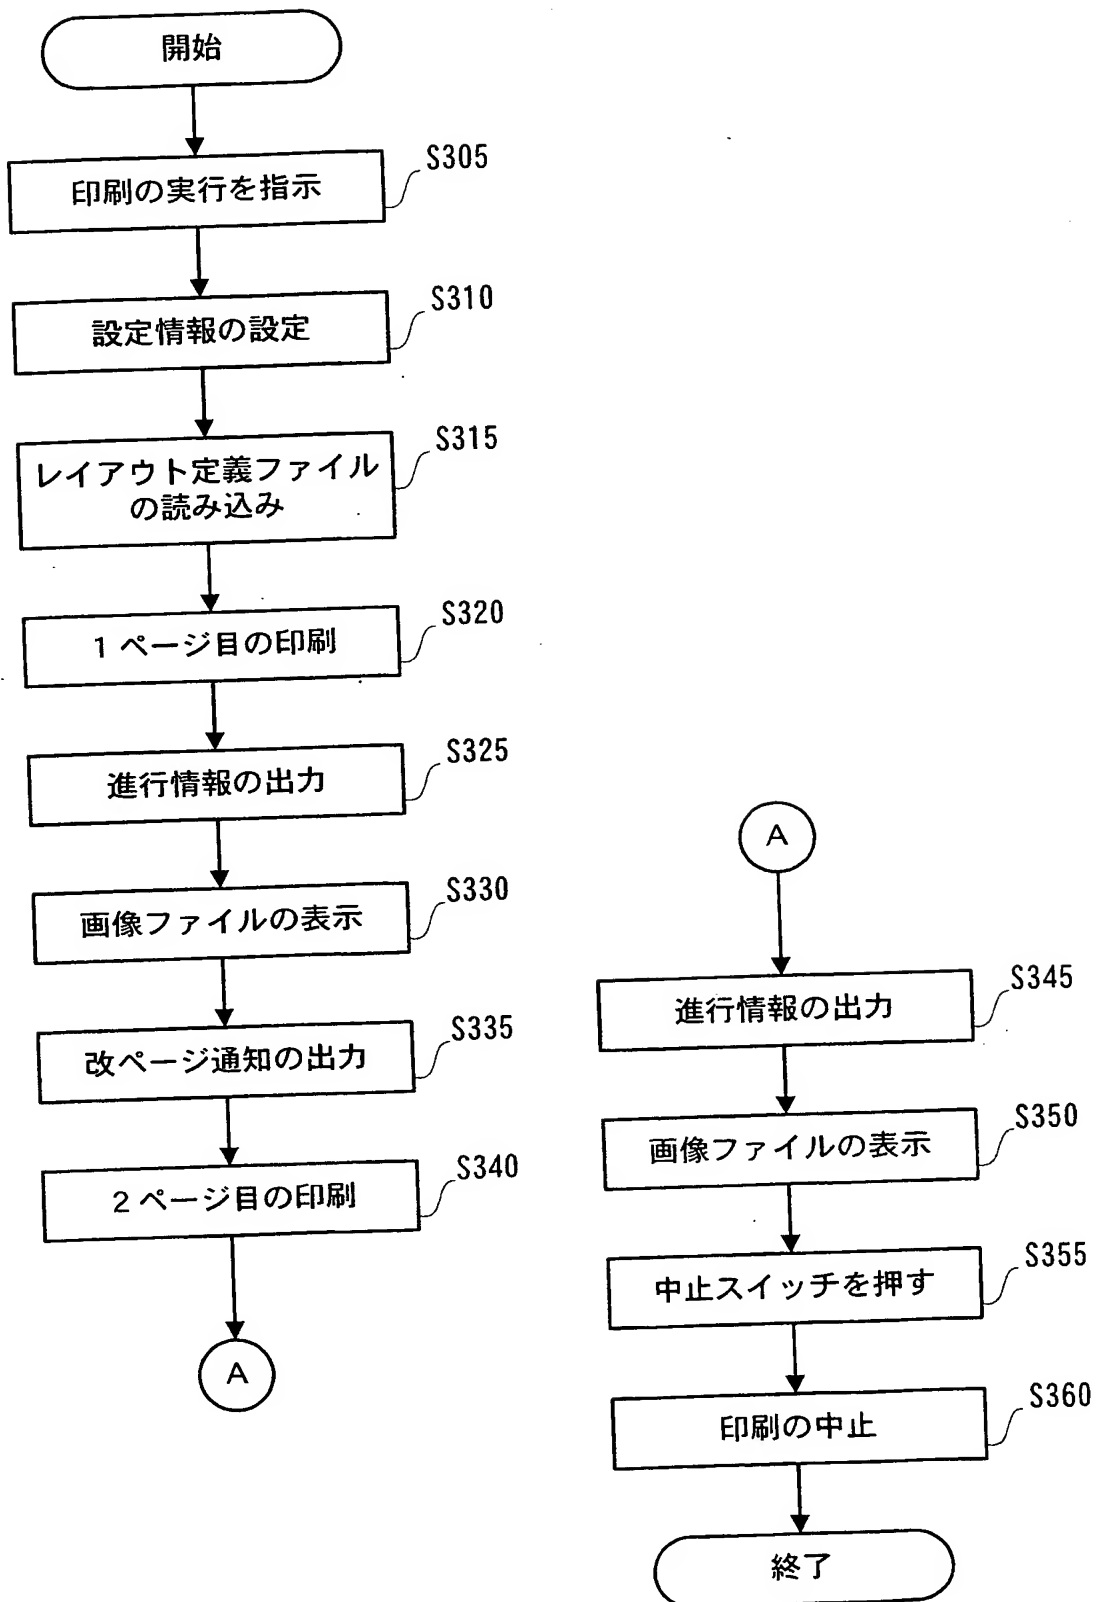 開始
S305
印刷の実行を指示
S310
設定情報の設定
S315
レイアウト定義ファイル
の読み込み
S320
1ページ目の印刷
S325
進行情報の出力
S330
画像ファイルの表示
S335
改ページ通知の出力
S340
2ページ目の印刷
A
A
S345
進行情報の出力
S350
画像ファイルの表示
S355
中止スイッチを押す
S360
印刷の中止
終了